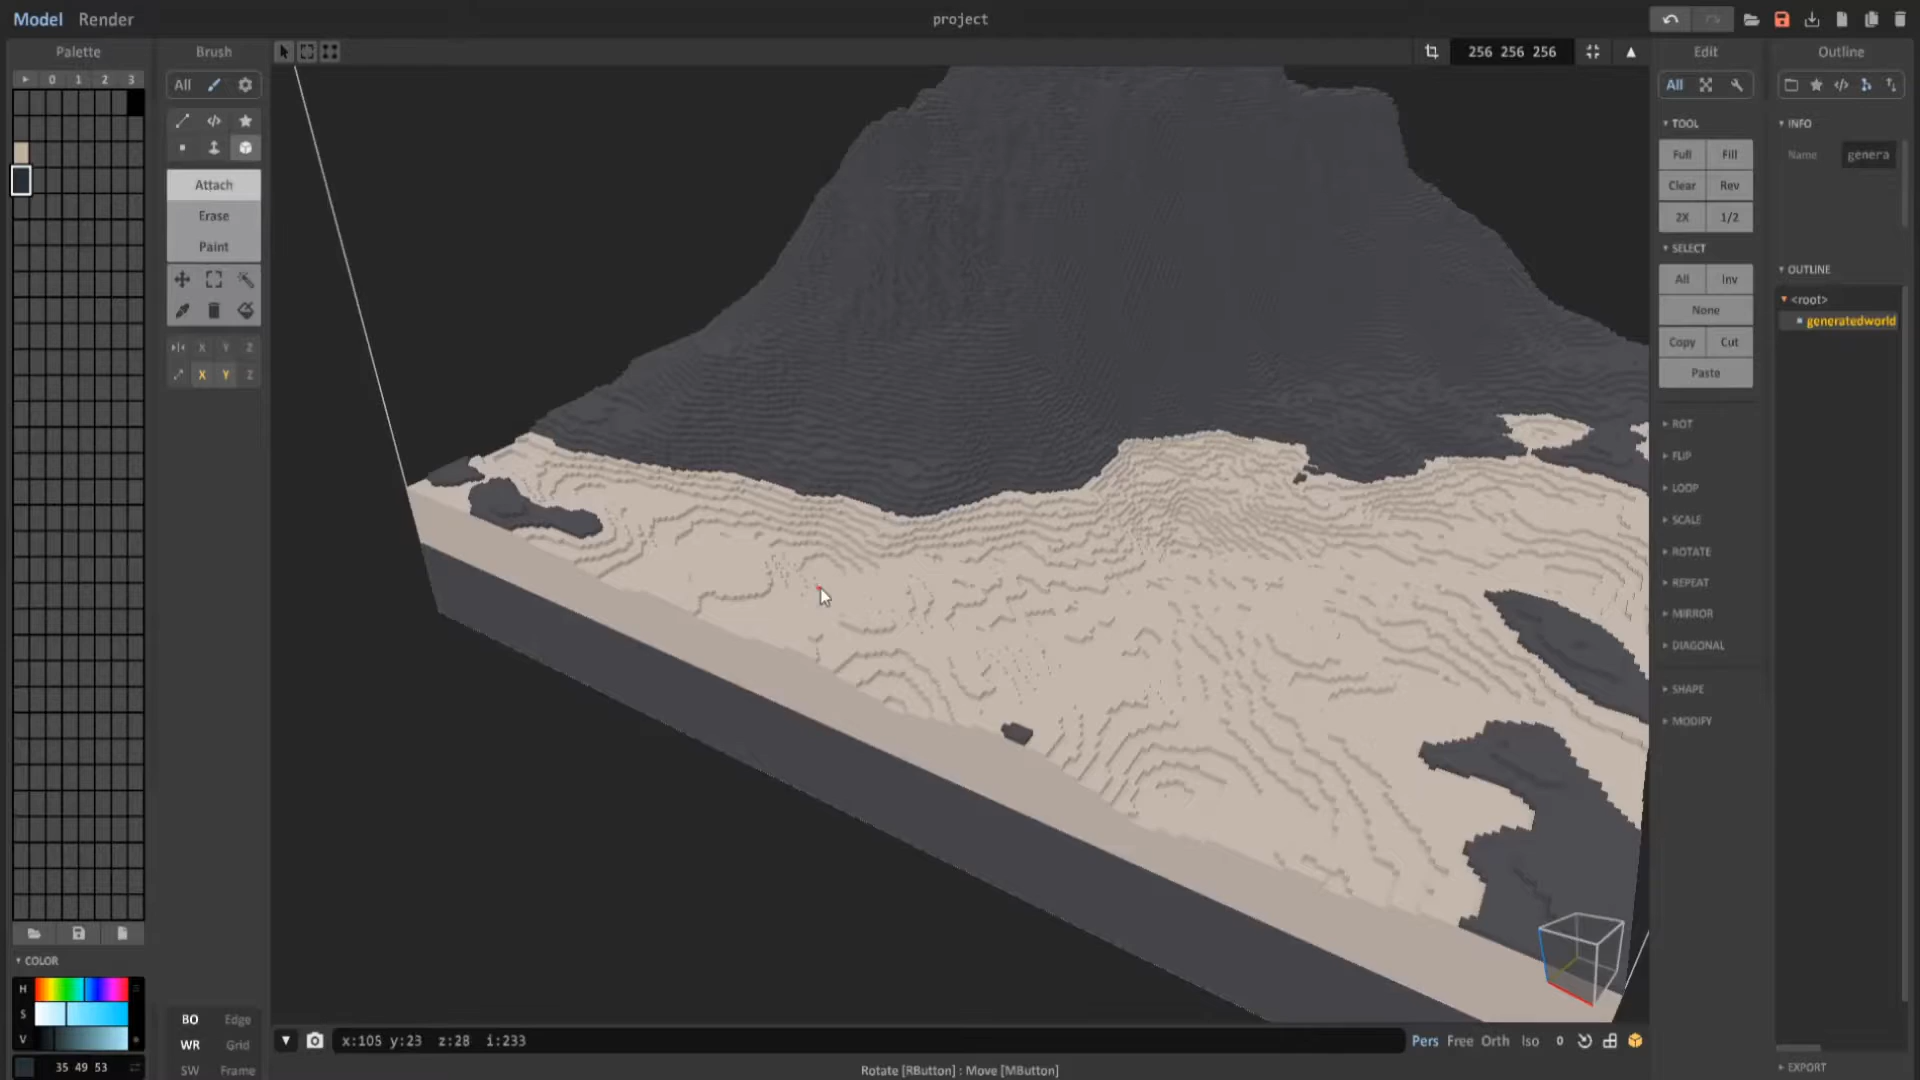 Model Render
project
Palette
Brush
256 256 256
Edit
Outline
0 1 2 3
All
All
TOOL
INFO
Full Fill
Name genera
Attach
Clear Rev
Erase
2X 1/2
Paint
SELECT
All Inv
OUTLINE
<root>
None
generatedworld
Copy Cut
X Y Z
Paste
X Y Z
ROT
FLIP
LOOP
SCALE
ROTATE
REPEAT
MIRROR
DIAGONAL
SHAPE
MODIFY
COLOR
H
S
V
35 49 53
BO Edge
WR Grid
SW Frame
x:105 y:23 z:28 i:233
Pers Free Orth Iso 0
Rotate [RButton] : Move [MButton]
EXPORT